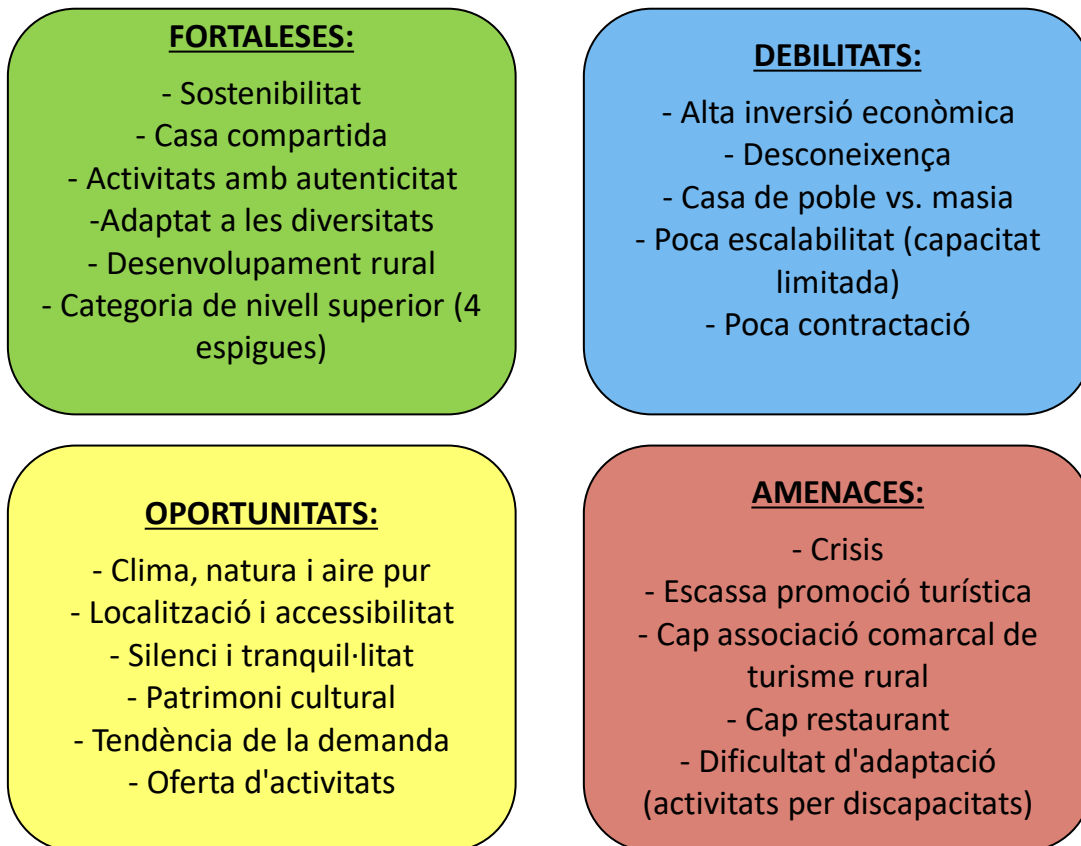 FORTALESES:
- Sostenibilitat
- Casa compartida
- Activitats amb autenticitat
-Adaptat a les diversitats
- Desenvolupament rural
- Categoria de nivell superior (4
espigues)
DEBILITATS:
- Alta inversió econòmica
- Desconeixença
- Casa de poble vs. masia
- Poca escalabilitat (capacitat
limitada)
- Poca contractació
OPORTUNITATS:
- Clima, natura i aire pur
- Localització i accessibilitat
- Silenci i tranquil·litat
- Patrimoni cultural
- Tendència de la demanda
- Oferta d'activitats
AMENACES:
- Crisis
- Escassa promoció turística
- Cap associació comarcal de
turisme rural
- Cap restaurant
- Dificultat d'adaptació
(activitats per discapacitats)